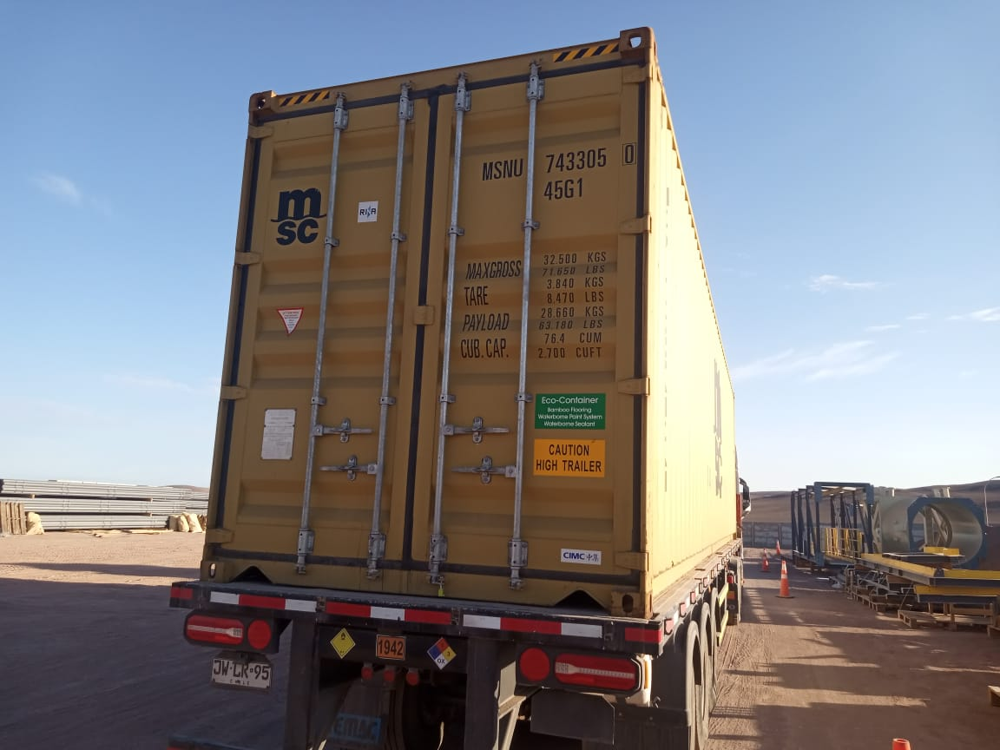 MSNU 743305 0
45G1
msc
RINA
MAXGROSS 32.500 KGS
71.650 LBS
TARE 3.840 KGS
8.470 LBS
PAYLOAD 28.660 KGS
63.180 LBS
CUB. CAP. 76.4 CUM
2.700 CUFT
Eco-Container
Bamboo Flooring
Waterborne Paint System
Waterborne Sealant
CAUTION
HIGH TRAILER
CIMC 中集
1942
OX
JW·LR·95
CHILE